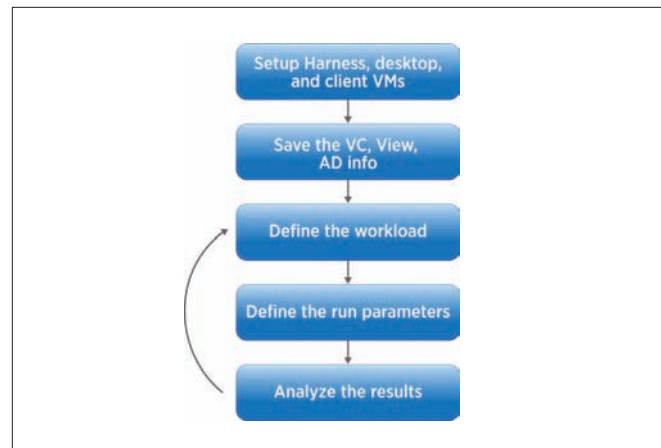 Setup Harness, desktop,
and client VMs
Save the VC, View,
AD info
Define the workload
Define the run parameters
Analyze the results